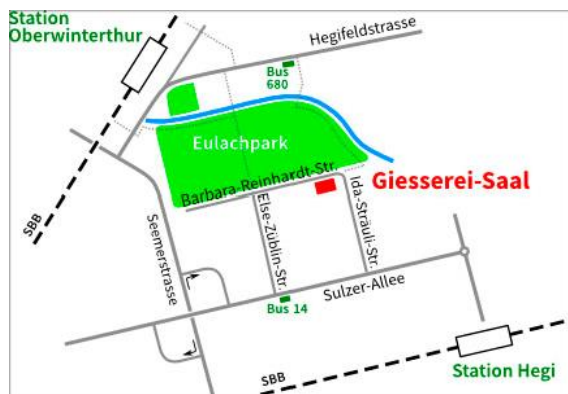 Station
Oberwinterthur
Hegifeldstrasse
Bus
680
Eulachpark
Barbara-Reinhardt-Str.
Giesserei-Saal
SBB
Seemerstrasse
Else-Züblin-Str.
Ida-Sträuli-Str.
Sulzer-Allee
Bus 14
Station Hegi
SBB